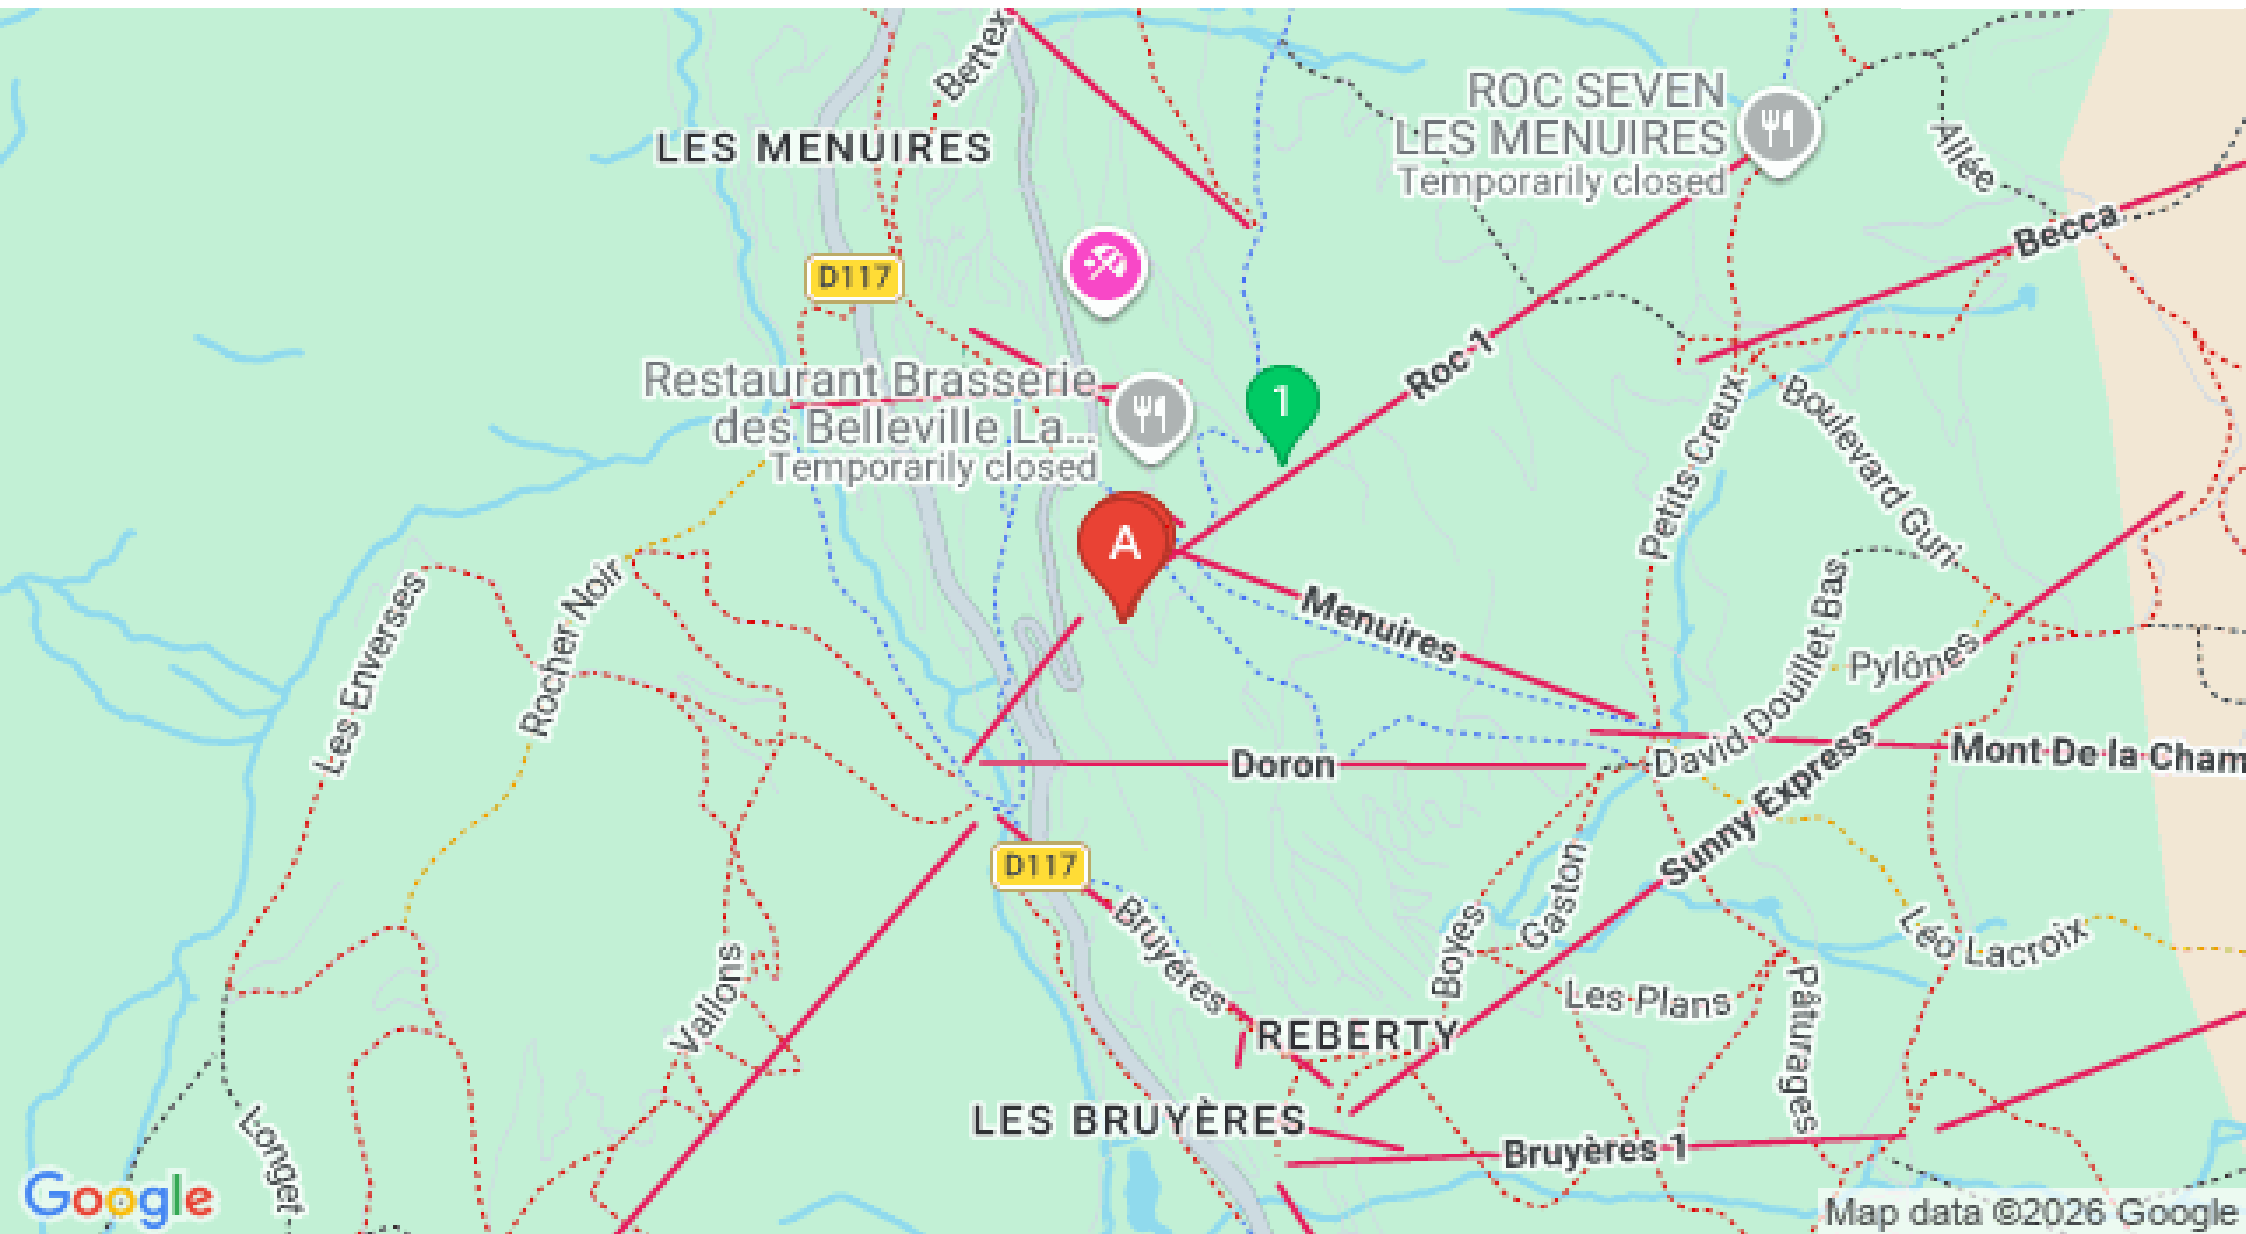 Bettex
ROC SEVEN
LES MENUIRES
Temporarily closed
LES MENUIRES
Allée
Becca
D117
Roc 1
Restaurant Brasserie
des Belleville La...
Temporarily closed
1
Petits Creux
Boulevard Guri
A
Les Enverses
Rocher Noir
Menuires
David Douillet Bas
Pylônes
Doron
Mont De la Cham
Sunny Express
D117
Bruyères
Gaston
Boyes
Léo Lacroix
Vallons
Les Plans
Pâturages
REBERTY
LES BRUYÈRES
Bruyères 1
Longet
Google
Map data ©2026 Google